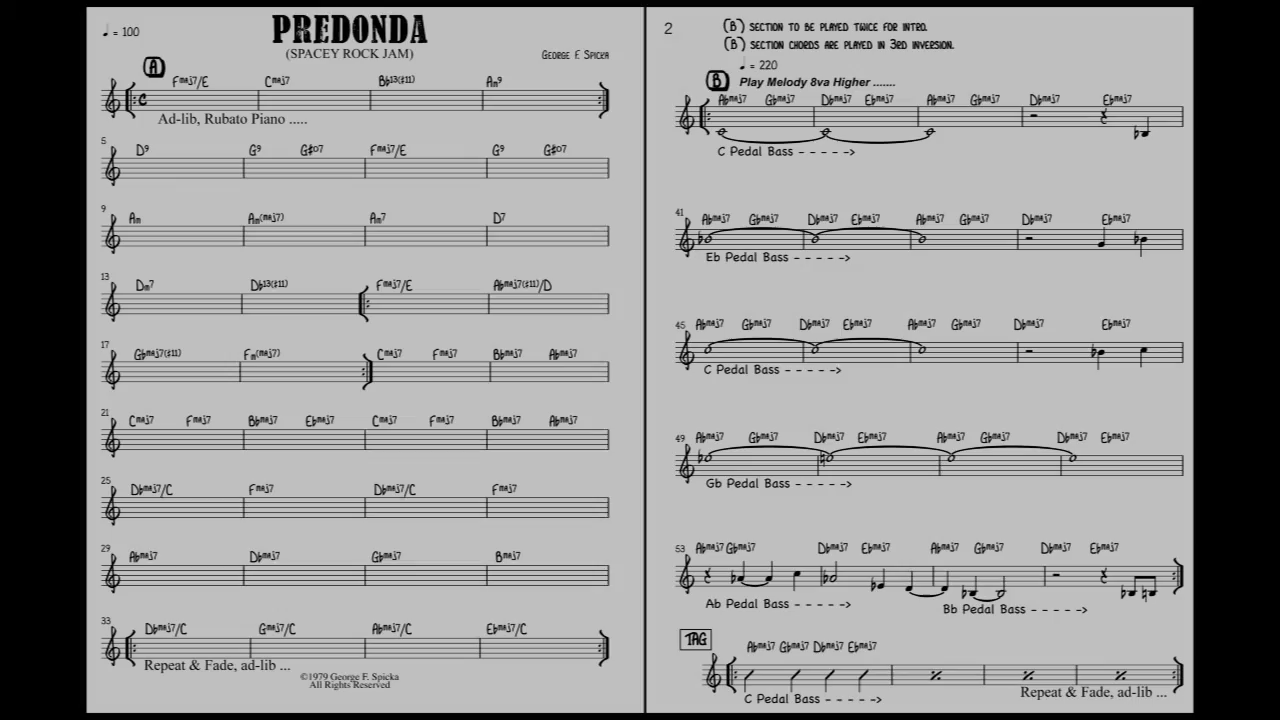 ♩ = 100
PREDONDA
(SPACEY ROCK JAM)
GEORGE F. SPICKA
A
Fmaj7/E Cmaj7 Bb13(#11) Am9
Ad-lib, Rubato Piano .....
5
D9 G9 G#o7 Fmaj7/E G9 G#o7
9
Am Am(maj7) Am7 D7
13
Dm7 Db13(#11) Fmaj7/E Abmaj7(#11)/D
17
Gbmaj7(#11) Fm(maj7) Cmaj7 Fmaj7 Bbmaj7 Abmaj7
21
Cmaj7 Fmaj7 Bbmaj7 Ebmaj7 Cmaj7 Fmaj7 Bbmaj7 Abmaj7
25
Dbmaj7/C Fmaj7 Dbmaj7/C Fmaj7
29
Abmaj7 Dbmaj7 Gbmaj7 Bmaj7
33
Dbmaj7/C Gmaj7/C Abmaj7/C Ebmaj7/C
Repeat & Fade, ad-lib ...
©1979 George F. Spicka
All Rights Reserved
2
(B) SECTION TO BE PLAYED TWICE FOR INTRO.
(B) SECTION CHORDS ARE PLAYED IN 3RD INVERSION.
♩ = 220
B Play Melody 8va Higher .......
Abmaj7 Gbmaj7 Dbmaj7 Ebmaj7 Abmaj7 Gbmaj7 Dbmaj7 Ebmaj7
C Pedal Bass - - - - ->
41
Abmaj7 Gbmaj7 Dbmaj7 Ebmaj7 Abmaj7 Gbmaj7 Dbmaj7 Ebmaj7
Eb Pedal Bass - - - - ->
45
Abmaj7 Gbmaj7 Dbmaj7 Ebmaj7 Abmaj7 Gbmaj7 Dbmaj7 Ebmaj7
C Pedal Bass - - - - ->
49
Abmaj7 Gbmaj7 Dbmaj7 Ebmaj7 Abmaj7 Gbmaj7 Dbmaj7 Ebmaj7
Gb Pedal Bass - - - - ->
53
Abmaj7 Gbmaj7 Dbmaj7 Ebmaj7 Abmaj7 Gbmaj7 Dbmaj7 Ebmaj7
Ab Pedal Bass - - - - -> Bb Pedal Bass - - - - ->
TAG
Abmaj7 Gbmaj7 Dbmaj7 Ebmaj7
C Pedal Bass - - - - -> Repeat & Fade, ad-lib ...